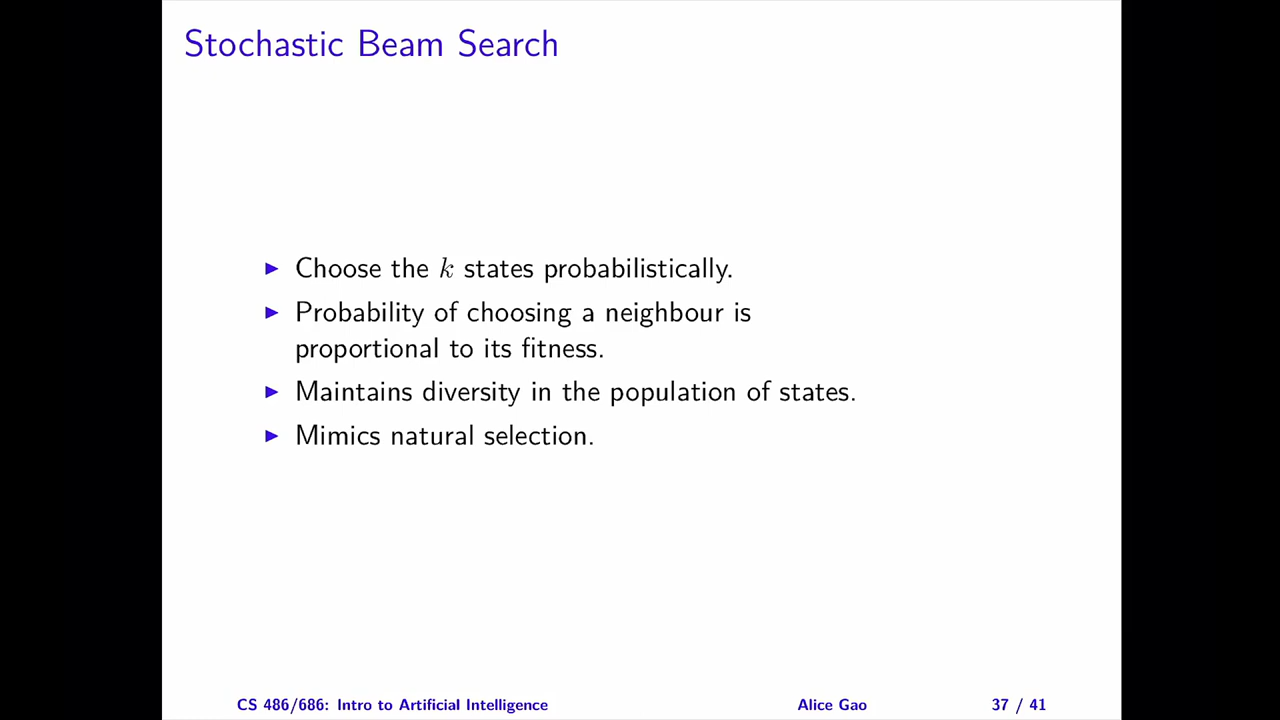 Stochastic Beam Search
▶ Choose the k states probabilistically.
▶ Probability of choosing a neighbour is
proportional to its fitness.
▶ Maintains diversity in the population of states.
▶ Mimics natural selection.
CS 486/686: Intro to Artificial Intelligence Alice Gao 37 / 41